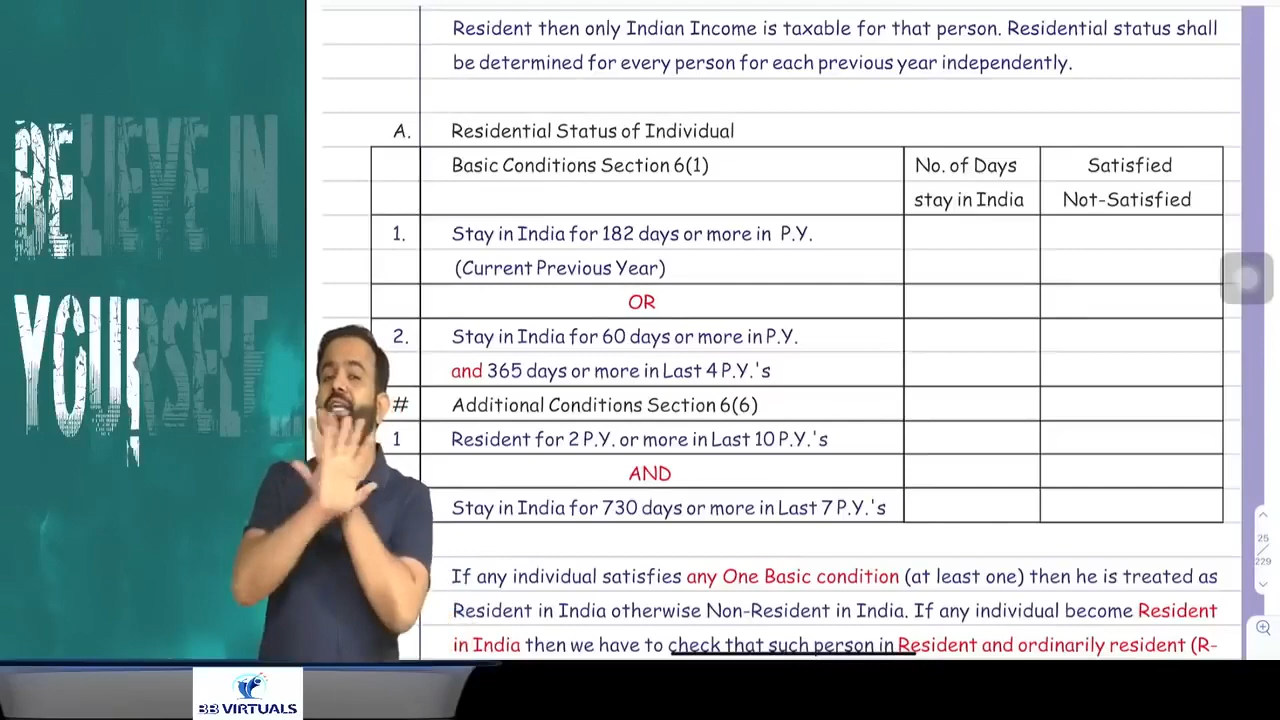 BELIEVE IN
YOURSELF...
Resident then only Indian Income is taxable for that person. Residential status shall
be determined for every person for each previous year independently.
A. Residential Status of Individual
Basic Conditions Section 6(1) No. of Days Satisfied
stay in India Not-Satisfied
1. Stay in India for 182 days or more in P.Y.
(Current Previous Year)
OR
2. Stay in India for 60 days or more in P.Y.
and 365 days or more in Last 4 P.Y.'s
# Additional Conditions Section 6(6)
1 Resident for 2 P.Y. or more in Last 10 P.Y.'s
AND
Stay in India for 730 days or more in Last 7 P.Y.'s
If any individual satisfies any One Basic condition (at least one) then he is treated as
Resident in India otherwise Non-Resident in India. If any individual become Resident
in India then we have to check that such person in Resident and ordinarily resident (R-
25
229
BB VIRTUALS